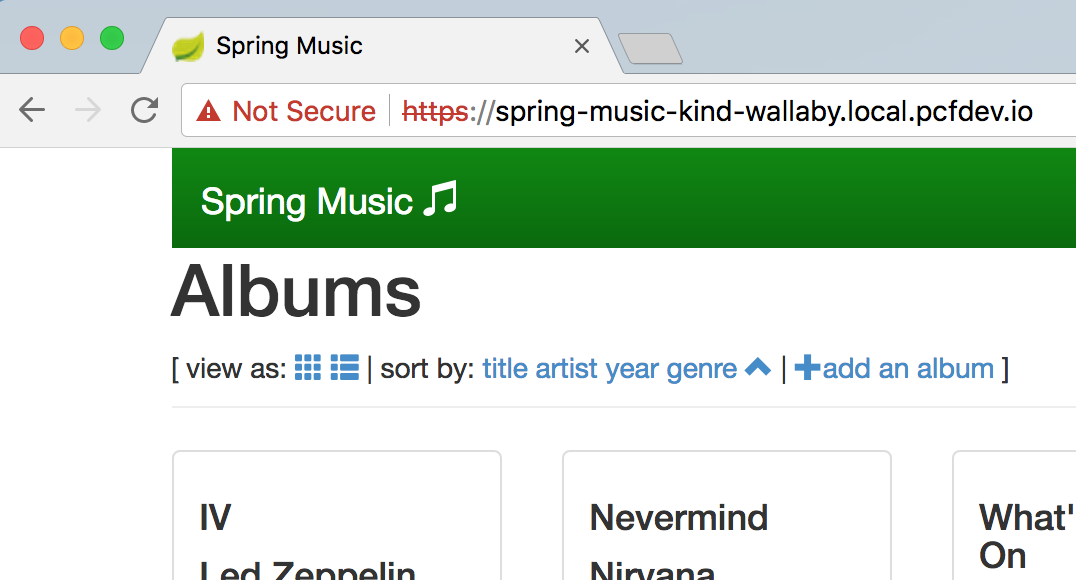 Spring Music
Not Secure | https://spring-music-kind-wallaby.local.pcfdev.io
Spring Music
Albums
[ view as: | sort by: title artist year genre | add an album ]
IV
Nevermind
What'
On
Led Zeppelin
Nirvana